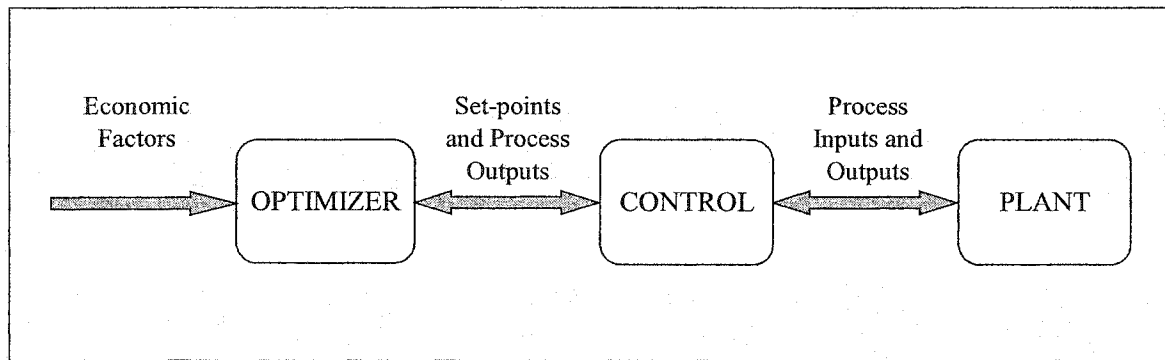 Economic
Factors
Set-points
and Process
Outputs
Process
Inputs and
Outputs
OPTIMIZER
CONTROL
PLANT